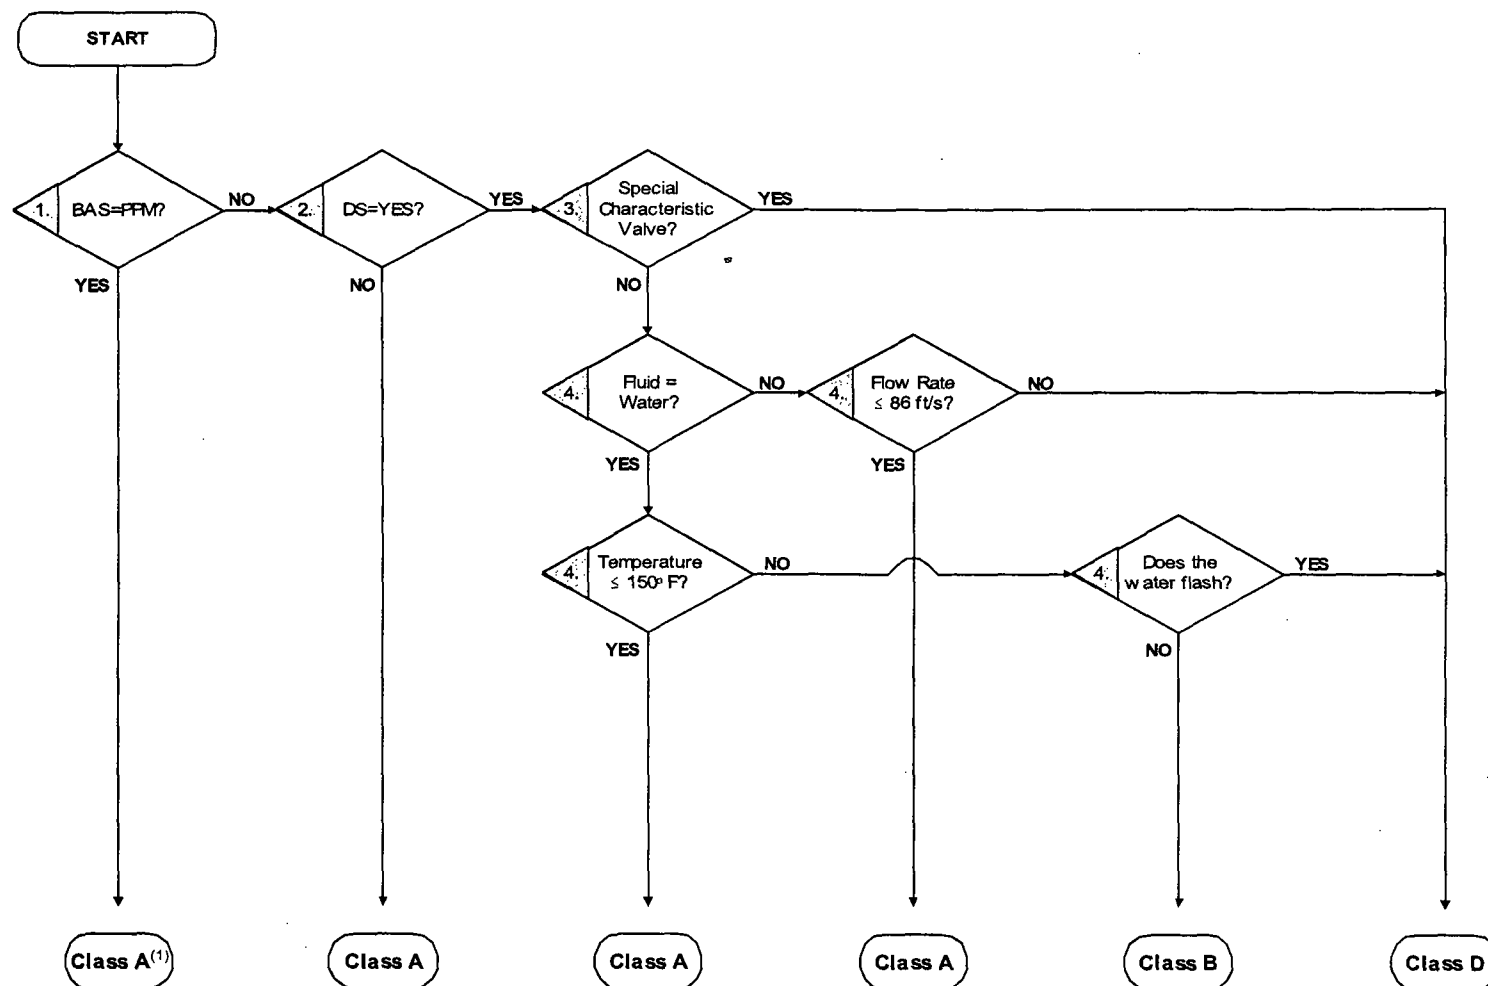 START
1.
BAS=PPM?
NO
YES
2.
DS=YES?
YES
NO
3.
Special
Characteristic
Valve?
YES
NO
4.
Fluid =
Water?
NO
YES
4.
Flow Rate
≤ 86 ft/s?
NO
YES
4.
Temperature
≤ 150° F?
NO
YES
4.
Does the
water flash?
YES
NO
Class A(1)
Class A
Class A
Class A
Class B
Class D